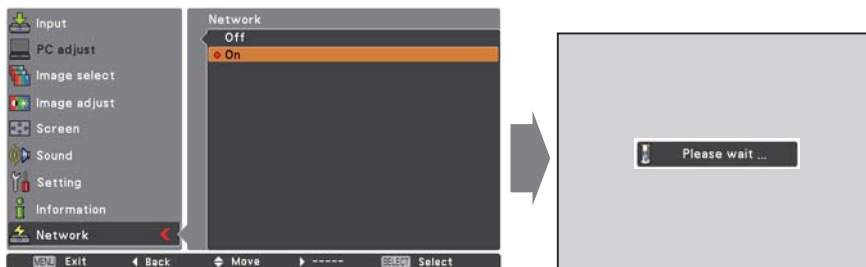 Input
PC adjust
Image select
Image adjust
Screen
Sound
Setting
Information
Network
Network
Off
On
MENU Exit Back Move ----- SELECT Select
Please wait ...